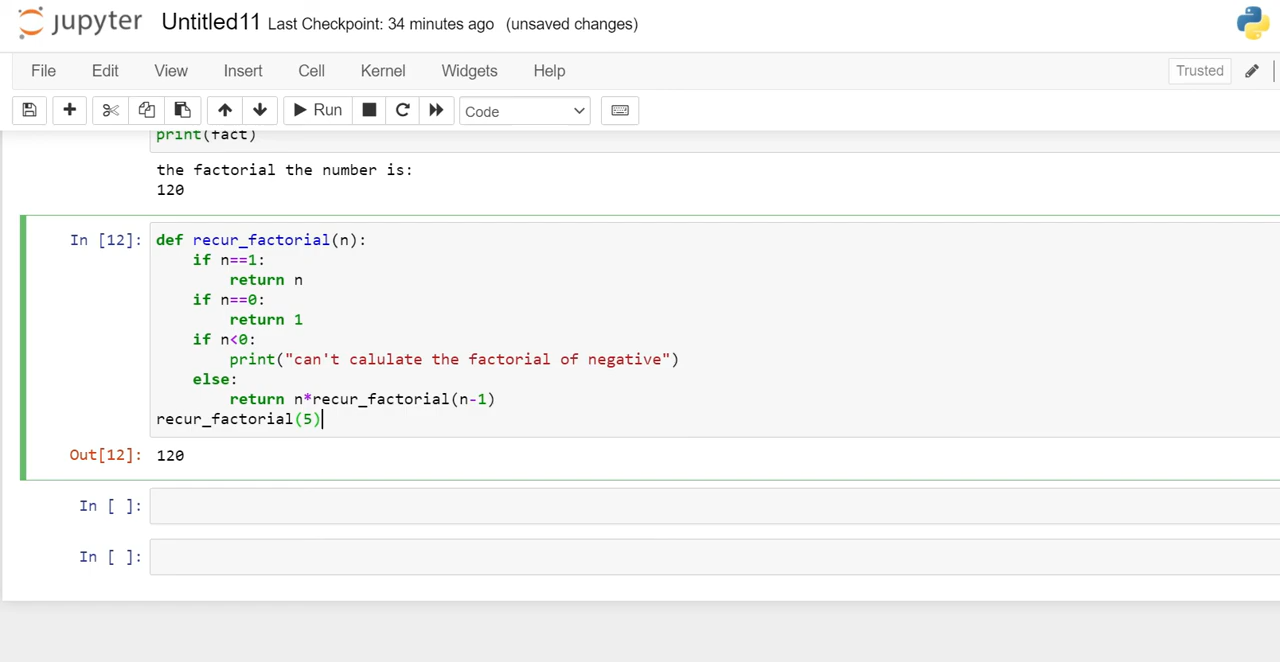 jupyter Untitled11 Last Checkpoint: 34 minutes ago (unsaved changes)
File Edit View Insert Cell Kernel Widgets Help Trusted
Run Code
print(fact)
the factorial the number is:
120
In [12]: def recur_factorial(n):
if n==1:
return n
if n==0:
return 1
if n<0:
print("can't calulate the factorial of negative")
else:
return n*recur_factorial(n-1)
recur_factorial(5)
Out[12]: 120
In [ ]:
In [ ]: